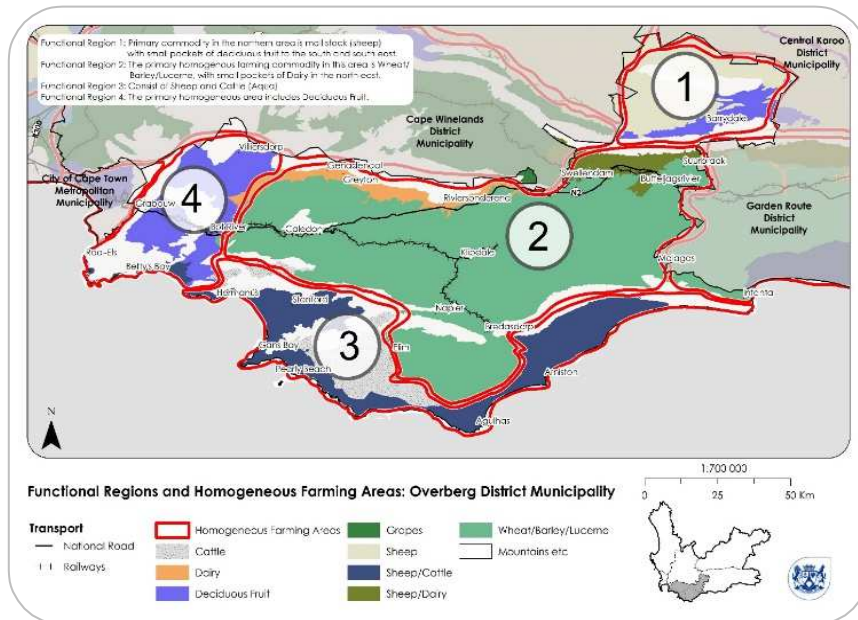 Functional Region 1: Primary commodity in the northern area is small stock (sheep)
with small pockets of deciduous fruit to the south and south east.
Functional Region 2: The primary homogenous farming commodity in this area is Wheat/
Barley/Lucerne, with small pockets of Dairy in the north east.
Functional Region 3: Consist of Sheep and Cattle (Aqua)
Functional Region 4: The primary homogeneous area includes Deciduous Fruit.
Central Karoo
District
Municipality
1
Barrydale
Cape Winelands
District
Municipality
Villiersdorp
Genadendal
Greyton
Swellendam
Suurbraak
Buffeljagsrivier
N2
City of Cape Town
Metropolitan
Municipality
4
Grabouw
Riviersonderend
Garden Route
District
Municipality
Bot River
Caledon
2
Klipdale
Rooi-Els
Bettys Bay
Malagas
Hermanus
Stanford
Infanta
Napier
Bredasdorp
3
Gans Bay
Elim
Pearly Beach
Arniston
Agulhas
N
1:700 000
0 25 50 Km
Functional Regions and Homogeneous Farming Areas: Overberg District Municipality
Transport
National Road
Railways
Homogeneous Farming Areas
Cattle
Dairy
Deciduous Fruit
Grapes
Sheep
Sheep/Cattle
Sheep/Dairy
Wheat/Barley/Lucerne
Mountains etc